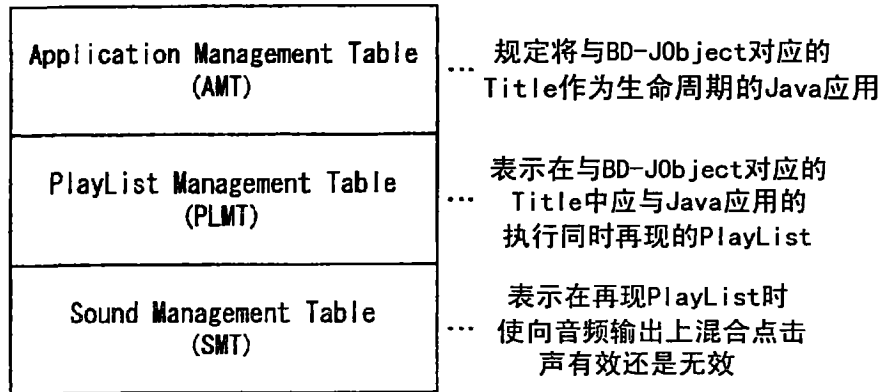 Application Management Table
(AMT)
… 规定将与BD-JObject对应的
Title作为生命周期的Java应用
PlayList Management Table
(PLMT)
… 表示在与BD-JObject对应的
Title中应与Java应用的
执行同时再现的PlayList
Sound Management Table
(SMT)
… 表示在再现PlayList时
使向音频输出上混合点击
声有效还是无效